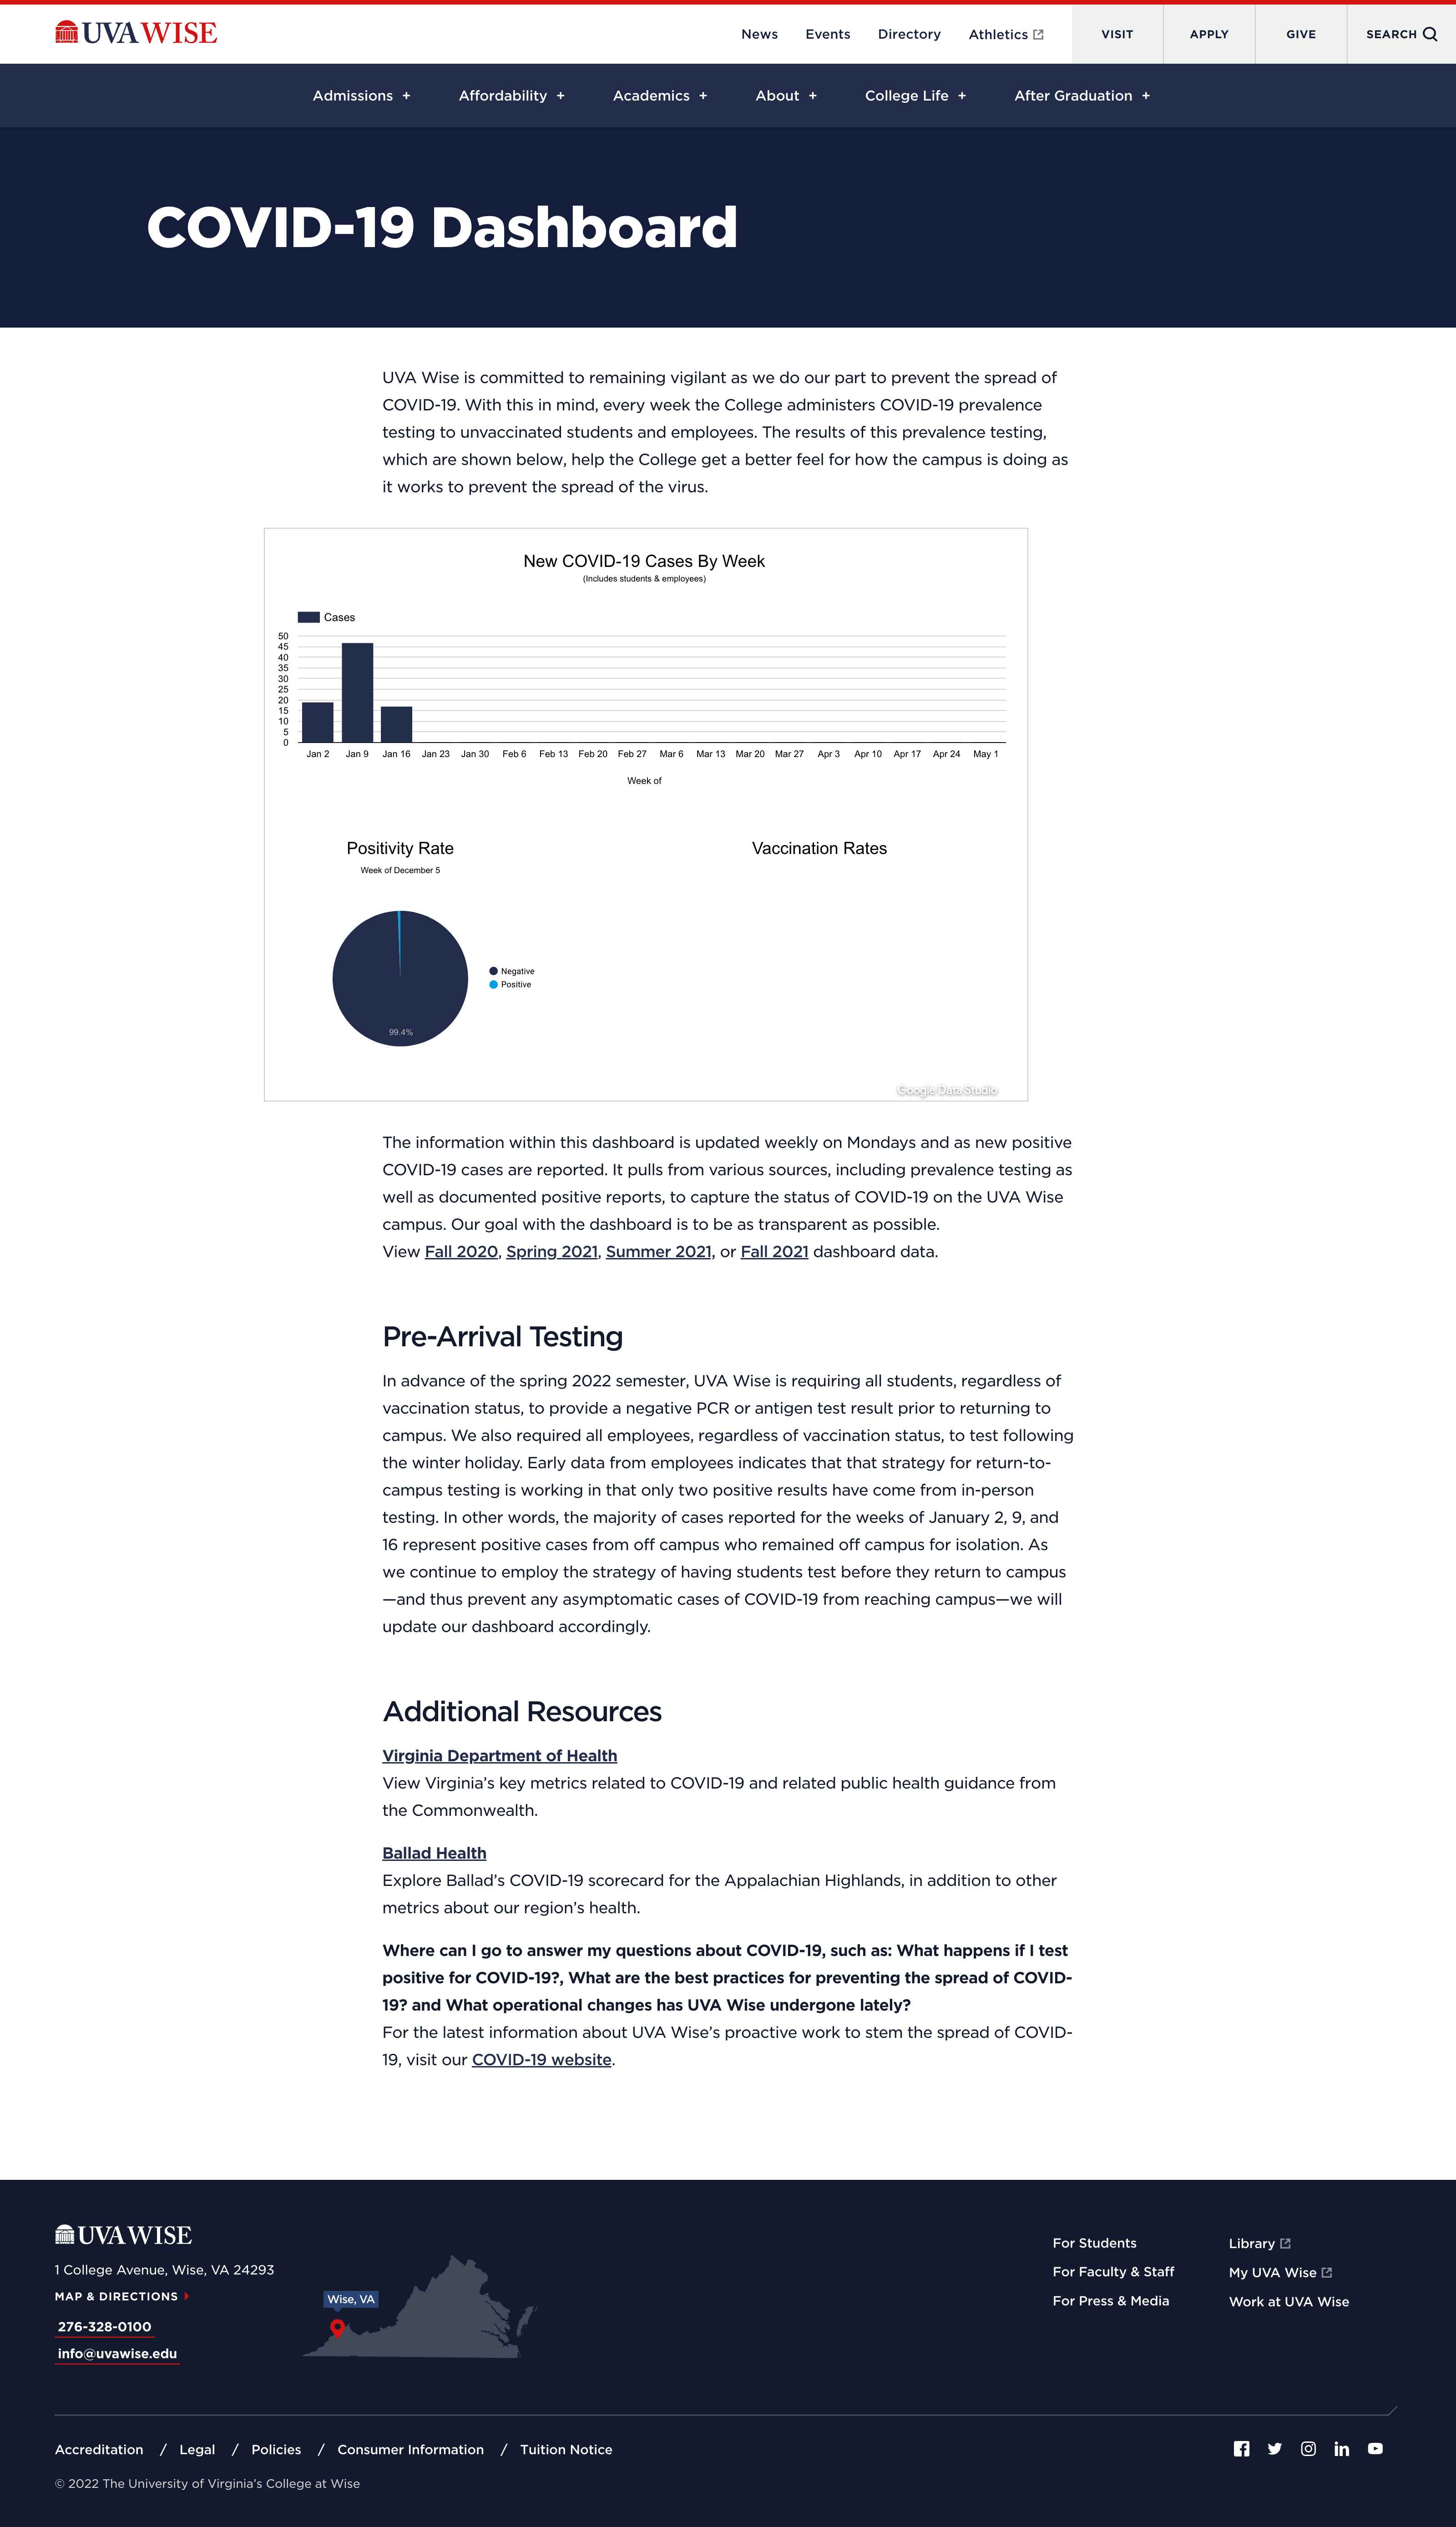 UVA WISE
News Events Directory Athletics
VISIT APPLY GIVE SEARCH
Admissions + Affordability + Academics + About + College Life + After Graduation +
COVID-19 Dashboard
UVA Wise is committed to remaining vigilant as we do our part to prevent the spread of
COVID-19. With this in mind, every week the College administers COVID-19 prevalence
testing to unvaccinated students and employees. The results of this prevalence testing,
which are shown below, help the College get a better feel for how the campus is doing as
it works to prevent the spread of the virus.
New COVID-19 Cases By Week
(Includes students & employees)
Cases
50
45
40
35
30
25
20
15
10
5
0
Jan 2 Jan 9 Jan 16 Jan 23 Jan 30 Feb 6 Feb 13 Feb 20 Feb 27 Mar 6 Mar 13 Mar 20 Mar 27 Apr 3 Apr 10 Apr 17 Apr 24 May 1
Week of
Positivity Rate
Week of December 5
Negative
Positive
99.4%
Vaccination Rates
Google Data Studio
The information within this dashboard is updated weekly on Mondays and as new positive
COVID-19 cases are reported. It pulls from various sources, including prevalence testing as
well as documented positive reports, to capture the status of COVID-19 on the UVA Wise
campus. Our goal with the dashboard is to be as transparent as possible.
View Fall 2020, Spring 2021, Summer 2021, or Fall 2021 dashboard data.
Pre-Arrival Testing
In advance of the spring 2022 semester, UVA Wise is requiring all students, regardless of
vaccination status, to provide a negative PCR or antigen test result prior to returning to
campus. We also required all employees, regardless of vaccination status, to test following
the winter holiday. Early data from employees indicates that that strategy for return-to-
campus testing is working in that only two positive results have come from in-person
testing. In other words, the majority of cases reported for the weeks of January 2, 9, and
16 represent positive cases from off campus who remained off campus for isolation. As
we continue to employ the strategy of having students test before they return to campus
—and thus prevent any asymptomatic cases of COVID-19 from reaching campus—we will
update our dashboard accordingly.
Additional Resources
Virginia Department of Health
View Virginia's key metrics related to COVID-19 and related public health guidance from
the Commonwealth.
Ballad Health
Explore Ballad's COVID-19 scorecard for the Appalachian Highlands, in addition to other
metrics about our region's health.
Where can I go to answer my questions about COVID-19, such as: What happens if I test
positive for COVID-19?, What are the best practices for preventing the spread of COVID-
19? and What operational changes has UVA Wise undergone lately?
For the latest information about UVA Wise's proactive work to stem the spread of COVID-
19, visit our COVID-19 website.
UVA WISE
1 College Avenue, Wise, VA 24293
MAP & DIRECTIONS
276-328-0100
info@uvawise.edu
Wise, VA
For Students
For Faculty & Staff
For Press & Media
Library
My UVA Wise
Work at UVA Wise
Accreditation / Legal / Policies / Consumer Information / Tuition Notice
© 2022 The University of Virginia's College at Wise